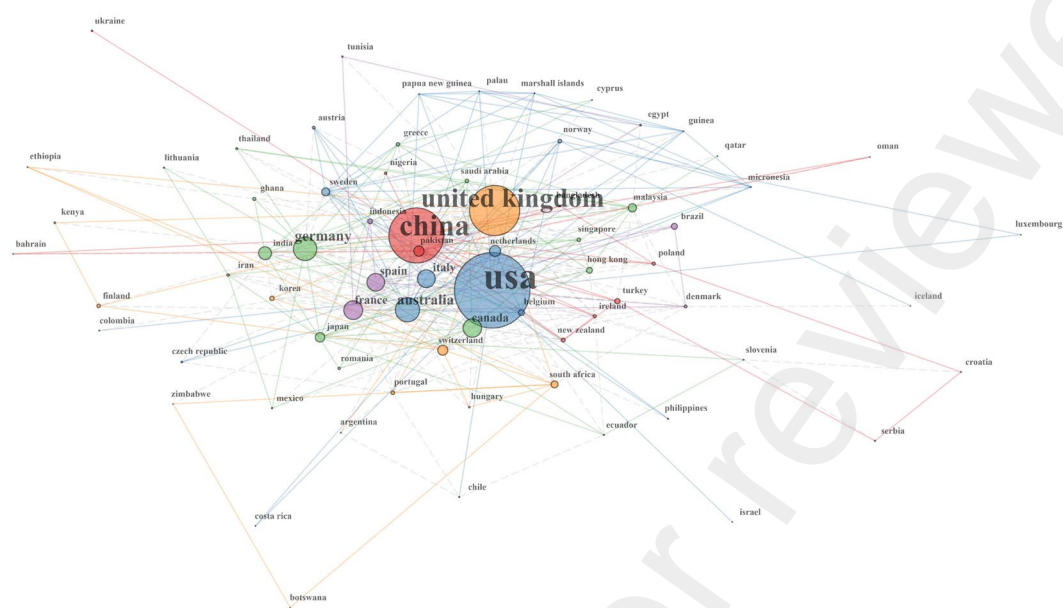 ukraine
tunisia
papua new guinea
palau
marshall islands
cyprus
austria
greece
norway
egypt
guinea
thailand
qatar
oman
ethiopia
lithuania
nigeria
saudi arabia
micronesia
ghana
sweden
united kingdom
bangladesh
malaysia
kenya
indonesia
china
brazil
luxembourg
bahrain
india
germany
pakistan
netherlands
singapore
iran
spain
italy
usa
hong kong
poland
finland
korea
france
australia
belgium
turkey
denmark
iceland
ireland
colombia
japan
canada
new zealand
czech republic
romania
switzerland
slovenia
croatia
zimbabwe
mexico
portugal
hungary
south africa
argentina
ecuador
philippines
serbia
chile
costa rica
israel
botswana
or review